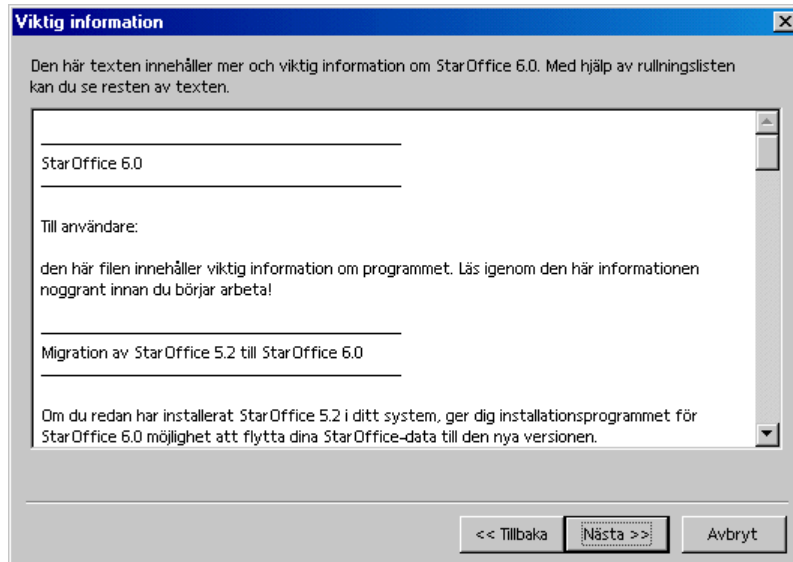 Viktig information
Den här texten innehåller mer och viktig information om StarOffice 6.0. Med hjälp av rullningslisten
kan du se resten av texten.
StarOffice 6.0
Till användare:
den här filen innehåller viktig information om programmet. Läs igenom den här informationen
noggrant innan du börjar arbeta!
Migration av StarOffice 5.2 till StarOffice 6.0
Om du redan har installerat StarOffice 5.2 i ditt system, ger dig installationsprogrammet för
StarOffice 6.0 möjlighet att flytta dina StarOffice-data till den nya versionen.
<< Tillbaka Nästa >> Avbryt